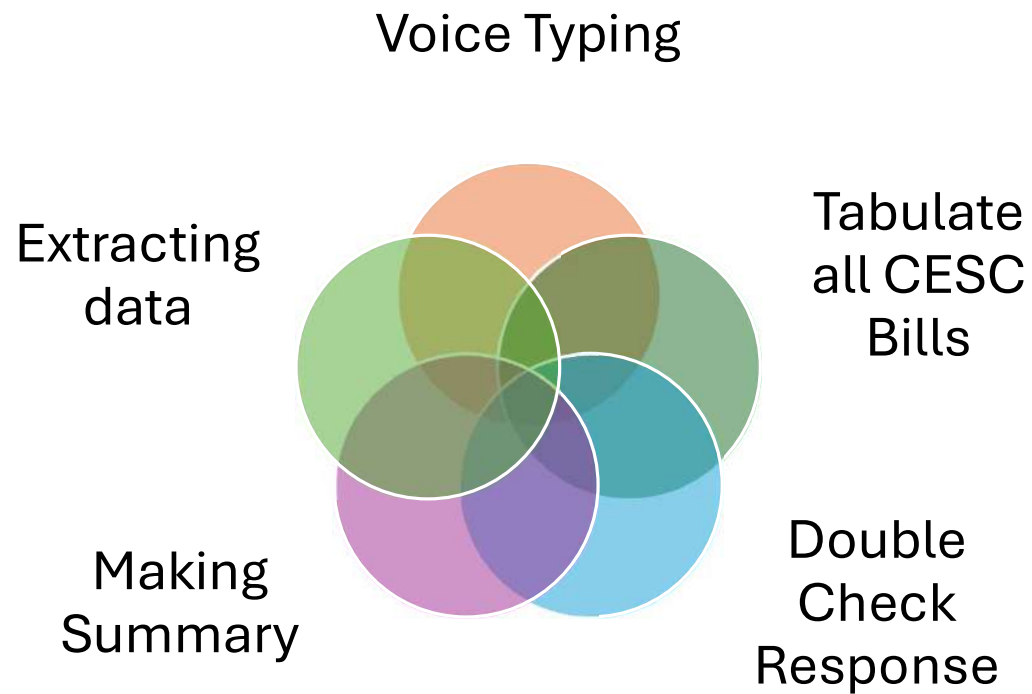 Voice Typing
Tabulate
all CESC
Bills
Double
Check
Response
Making
Summary
Extracting
data